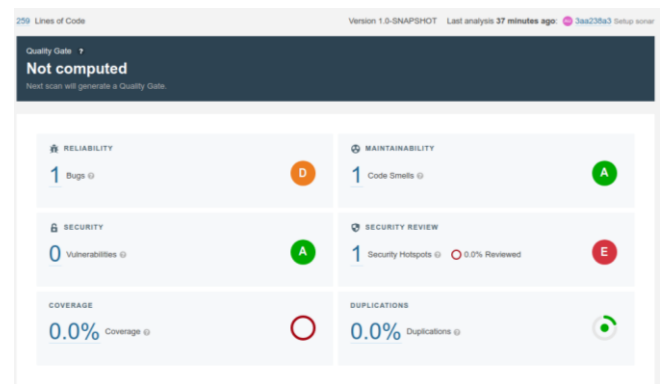 259 Lines of Code
Version 1.0-SNAPSHOT Last analysis 37 minutes ago: 3aa238a3 Setup sonar
Quality Gate ?
Not computed
Next scan will generate a Quality Gate.
RELIABILITY
1 Bugs ?
D
MAINTAINABILITY
1 Code Smells ?
A
SECURITY
0 Vulnerabilities ?
A
SECURITY REVIEW
1 Security Hotspots ? 0.0% Reviewed
E
COVERAGE
0.0% Coverage ?
DUPLICATIONS
0.0% Duplications ?